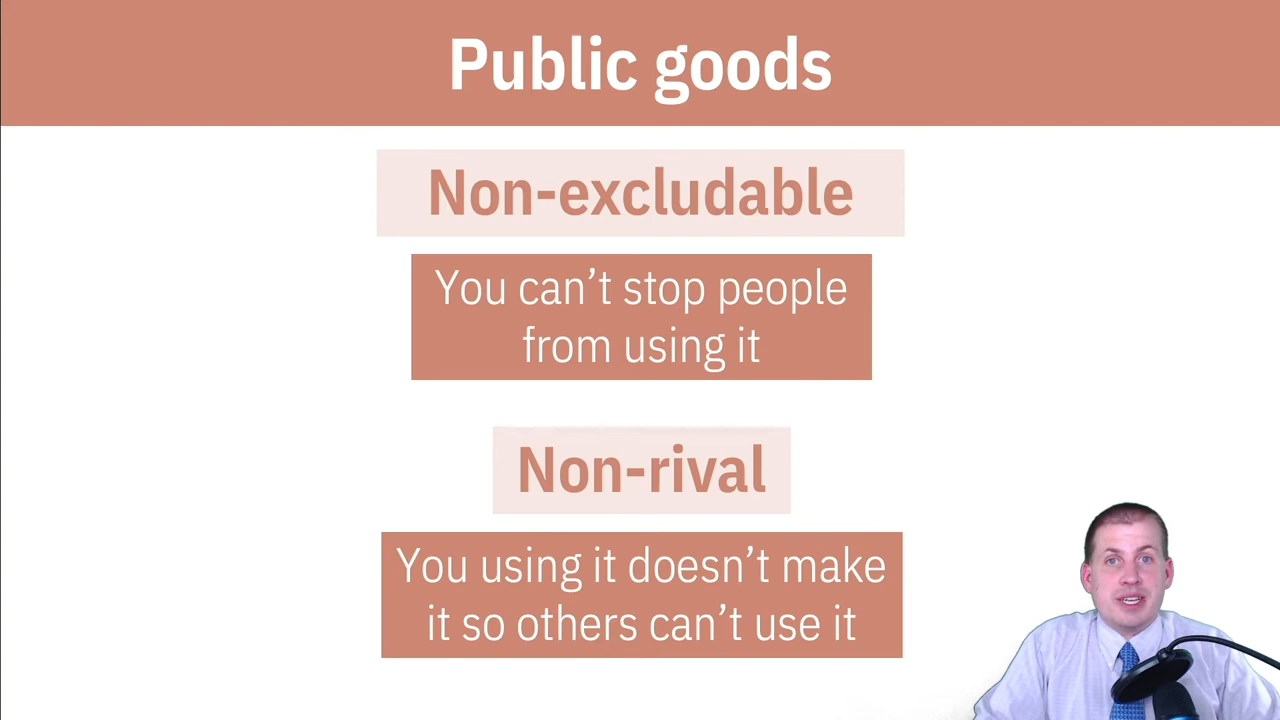 Public goods
Non-excludable
You can’t stop people
from using it
Non-rival
You using it doesn’t make
it so others can’t use it